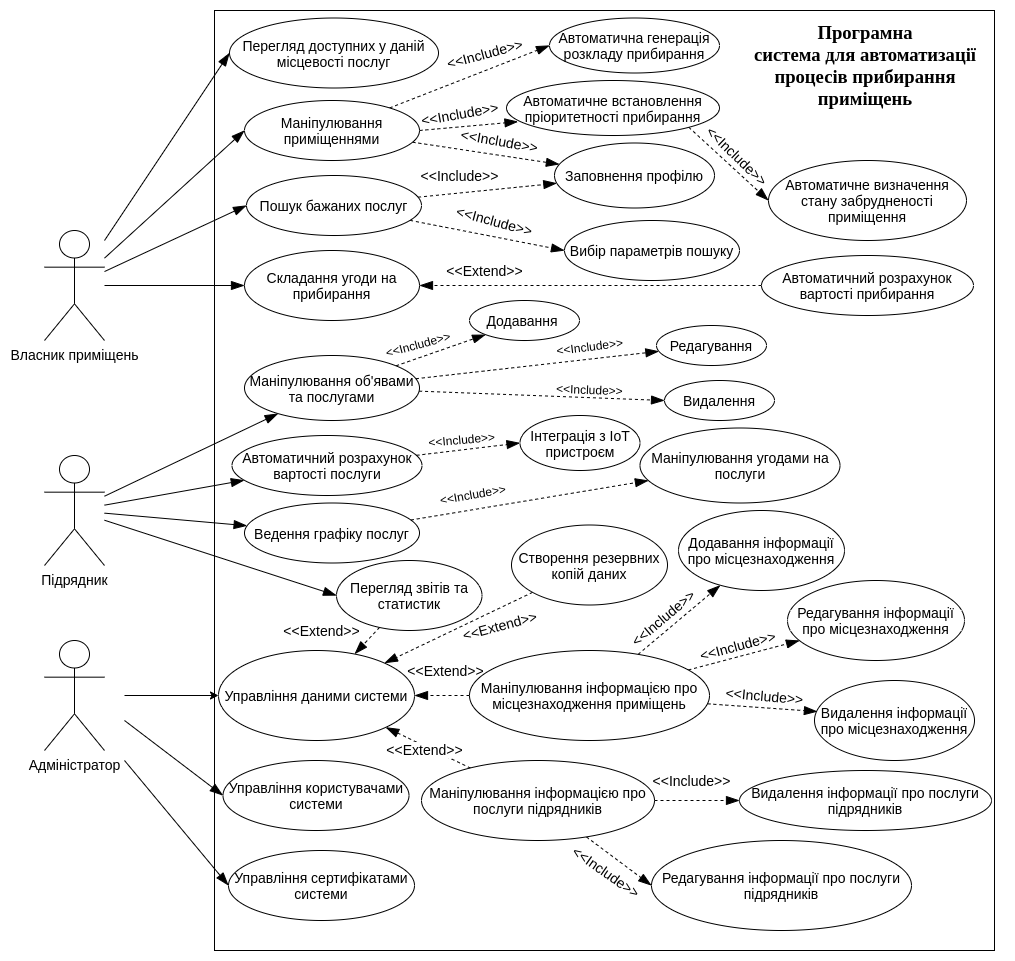 Програмна
система для автоматизації
процесів прибирання
приміщень
Перегляд доступних у даній
місцевості послуг
<<Include>>
Автоматична генерація
розкладу прибирання
Маніпулювання
приміщеннями
<<Include>>
Автоматичне встановлення
пріоритетності прибирання
<<Include>>
<<Include>>
Заповнення профілю
Автоматичне визначення
стану забрудненості
приміщення
Пошук бажаних послуг
<<Include>>
<<Include>>
Вибір параметрів пошуку
Складання угоди на
прибирання
<<Extend>>
Автоматичний розрахунок
вартості прибирання
Власник приміщень
Додавання
<<Include>>
Маніпулювання об'явами
та послугами
<<Include>>
Редагування
<<Include>>
Видалення
Автоматичний розрахунок
вартості послуги
<<Include>>
Інтеграція з IoT
пристроєм
Маніпулювання угодами на
послуги
<<Include>>
Ведення графіку послуг
Підрядник
Перегляд звітів та
статистик
Створення резервних
копій даних
Додавання інформації
про місцезнаходження
<<Extend>>
<<Extend>>
<<Include>>
Редагування інформації
про місцезнаходження
<<Include>>
<<Extend>>
Управління даними системи
Маніпулювання інформацією про
місцезнаходження приміщень
<<Include>>
Видалення інформації
про місцезнаходження
Адміністратор
<<Extend>>
Управління користувачами
системи
Маніпулювання інформацією про
послуги підрядників
<<Include>>
Видалення інформації про послуги
підрядників
<<Include>>
Управління сертифікатами
системи
Редагування інформації про послуги
підрядників